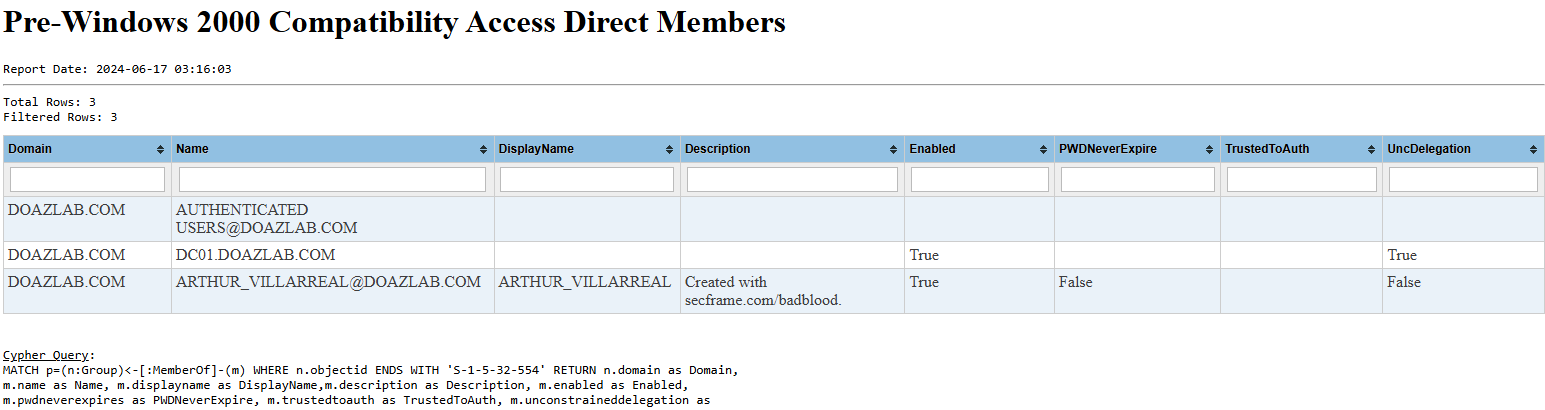 Pre-Windows 2000 Compatibility Access Direct Members
Report Date: 2024-06-17 03:16:03
Total Rows: 3
Filtered Rows: 3
Domain Name DisplayName Description Enabled PWDNeverExpire TrustedToAuth UncDelegation
DOAZLAB.COM AUTHENTICATED
USERS@DOAZLAB.COM
DOAZLAB.COM DC01.DOAZLAB.COM True True
DOAZLAB.COM ARTHUR_VILLARREAL@DOAZLAB.COM ARTHUR_VILLARREAL Created with True False False
secframe.com/badblood.
Cypher Query:
MATCH p=(n:Group)<-[:MemberOf]-(m) WHERE n.objectid ENDS WITH 'S-1-5-32-554' RETURN n.domain as Domain,
m.name as Name, m.displayname as DisplayName,m.description as Description, m.enabled as Enabled,
m.pwdneverexpires as PWDNeverExpire, m.trustedtoauth as TrustedToAuth, m.unconstraineddelegation as